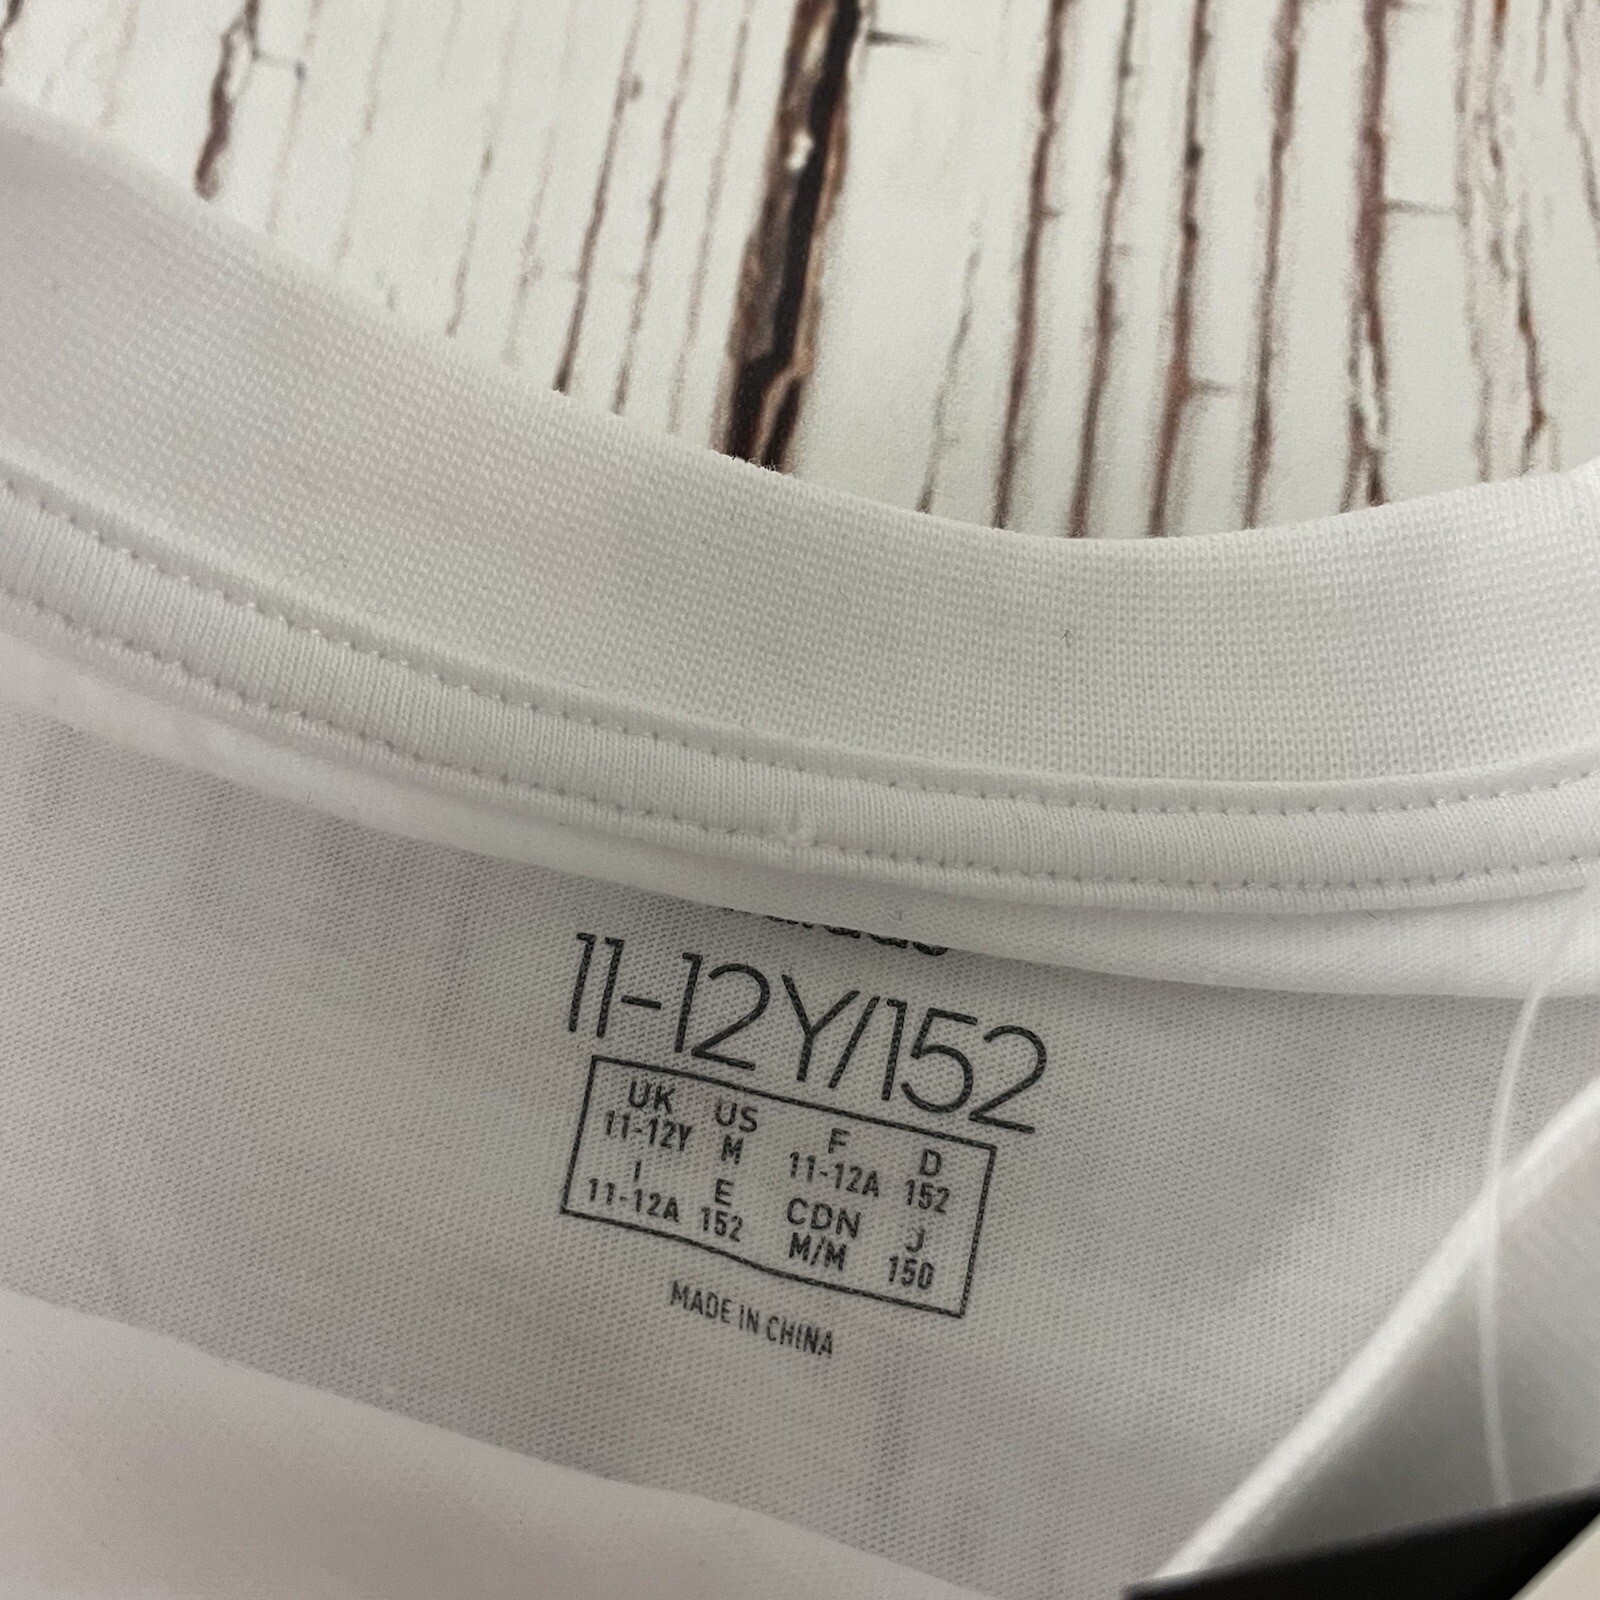 11-12Y/152
UK US F D
11-12Y M 11-12A 152
I E CDN J
11-12A 152 M/M 150
MADE IN CHINA